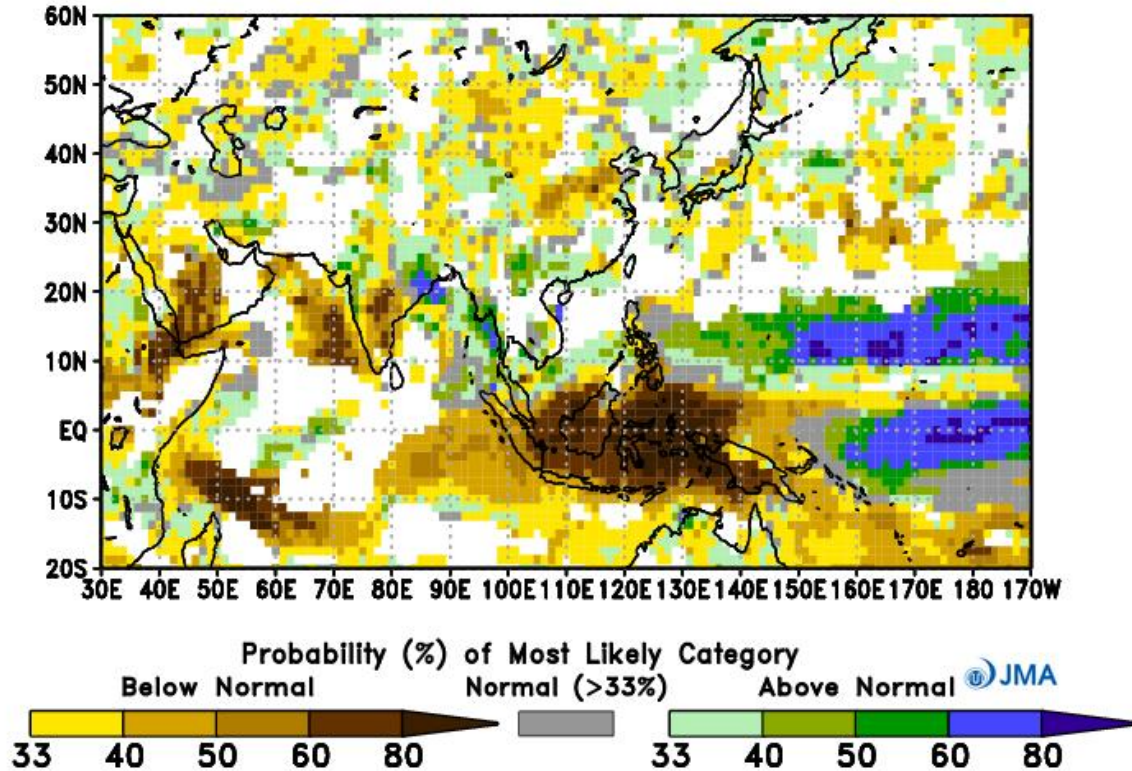 60N
50N
40N
30N
20N
10N
EQ
10S
20S
30E 40E 50E 60E 70E 80E 90E 100E 110E 120E 130E 140E 150E 160E 170E 180 170W
Probability (%) of Most Likely Category
Below Normal Normal (>33%) Above Normal JMA
33 40 50 60 80 33 40 50 60 80